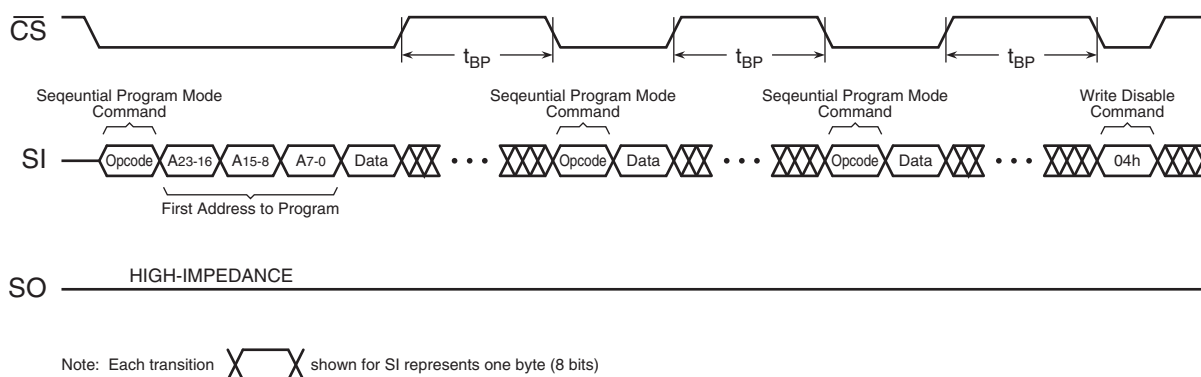 CS
tBP tBP tBP
Seqeuntial Program Mode Command
Seqeuntial Program Mode Command
Seqeuntial Program Mode Command
Write Disable Command
SI Opcode A23-16 A15-8 A7-0 Data Opcode Data Opcode Data 04h
First Address to Program
HIGH-IMPEDANCE
SO
Note: Each transition shown for SI represents one byte (8 bits)